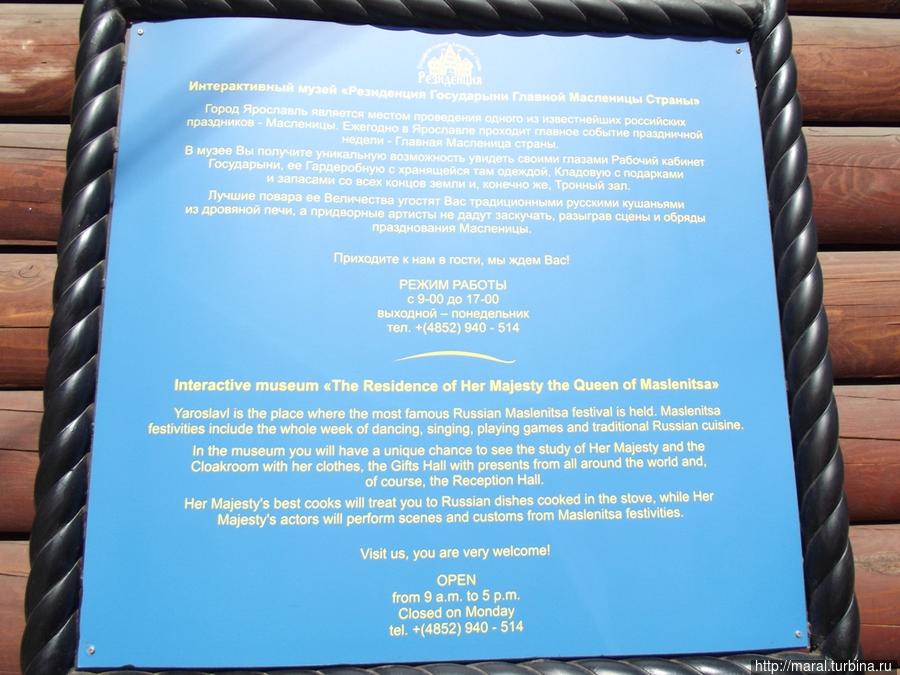 Резиденция
Интерактивный музей «Резиденция Государыни Главной Масленицы Страны»
Город Ярославль является местом проведения одного из известнейших российских
праздников - Масленицы. Ежегодно в Ярославле проходит главное событие праздничной
недели - Главная Масленица страны.
В музее Вы получите уникальную возможность увидеть своими глазами Рабочий кабинет
Государыни, ее Гардеробную с хранящейся там одеждой, Кладовую с подарками
и запасами со всех концов земли и, конечно же, Тронный зал.
Лучшие повара ее Величества угостят Вас традиционными русскими кушаньями
из дровяной печи, а придворные артисты не дадут заскучать, разыграв сцены и обряды
празднования Масленицы.
Приходите к нам в гости, мы ждем Вас!
РЕЖИМ РАБОТЫ
с 9-00 до 17-00
выходной – понедельник
тел. +(4852) 940 - 514
Interactive museum «The Residence of Her Majesty the Queen of Maslenitsa»
Yaroslavl is the place where the most famous Russian Maslenitsa festival is held. Maslenitsa
festivities include the whole week of dancing, singing, playing games and traditional Russian cuisine.
In the museum you will have a unique chance to see the study of Her Majesty and the
Cloakroom with her clothes, the Gifts Hall with presents from all around the world and,
of course, the Reception Hall.
Her Majesty's best cooks will treat you to Russian dishes cooked in the stove, while Her
Majesty's actors will perform scenes and customs from Maslenitsa festivities.
Visit us, you are very welcome!
OPEN
from 9 a.m. to 5 p.m.
Closed on Monday
tel. +(4852) 940 - 514
http://maral.turbina.ru